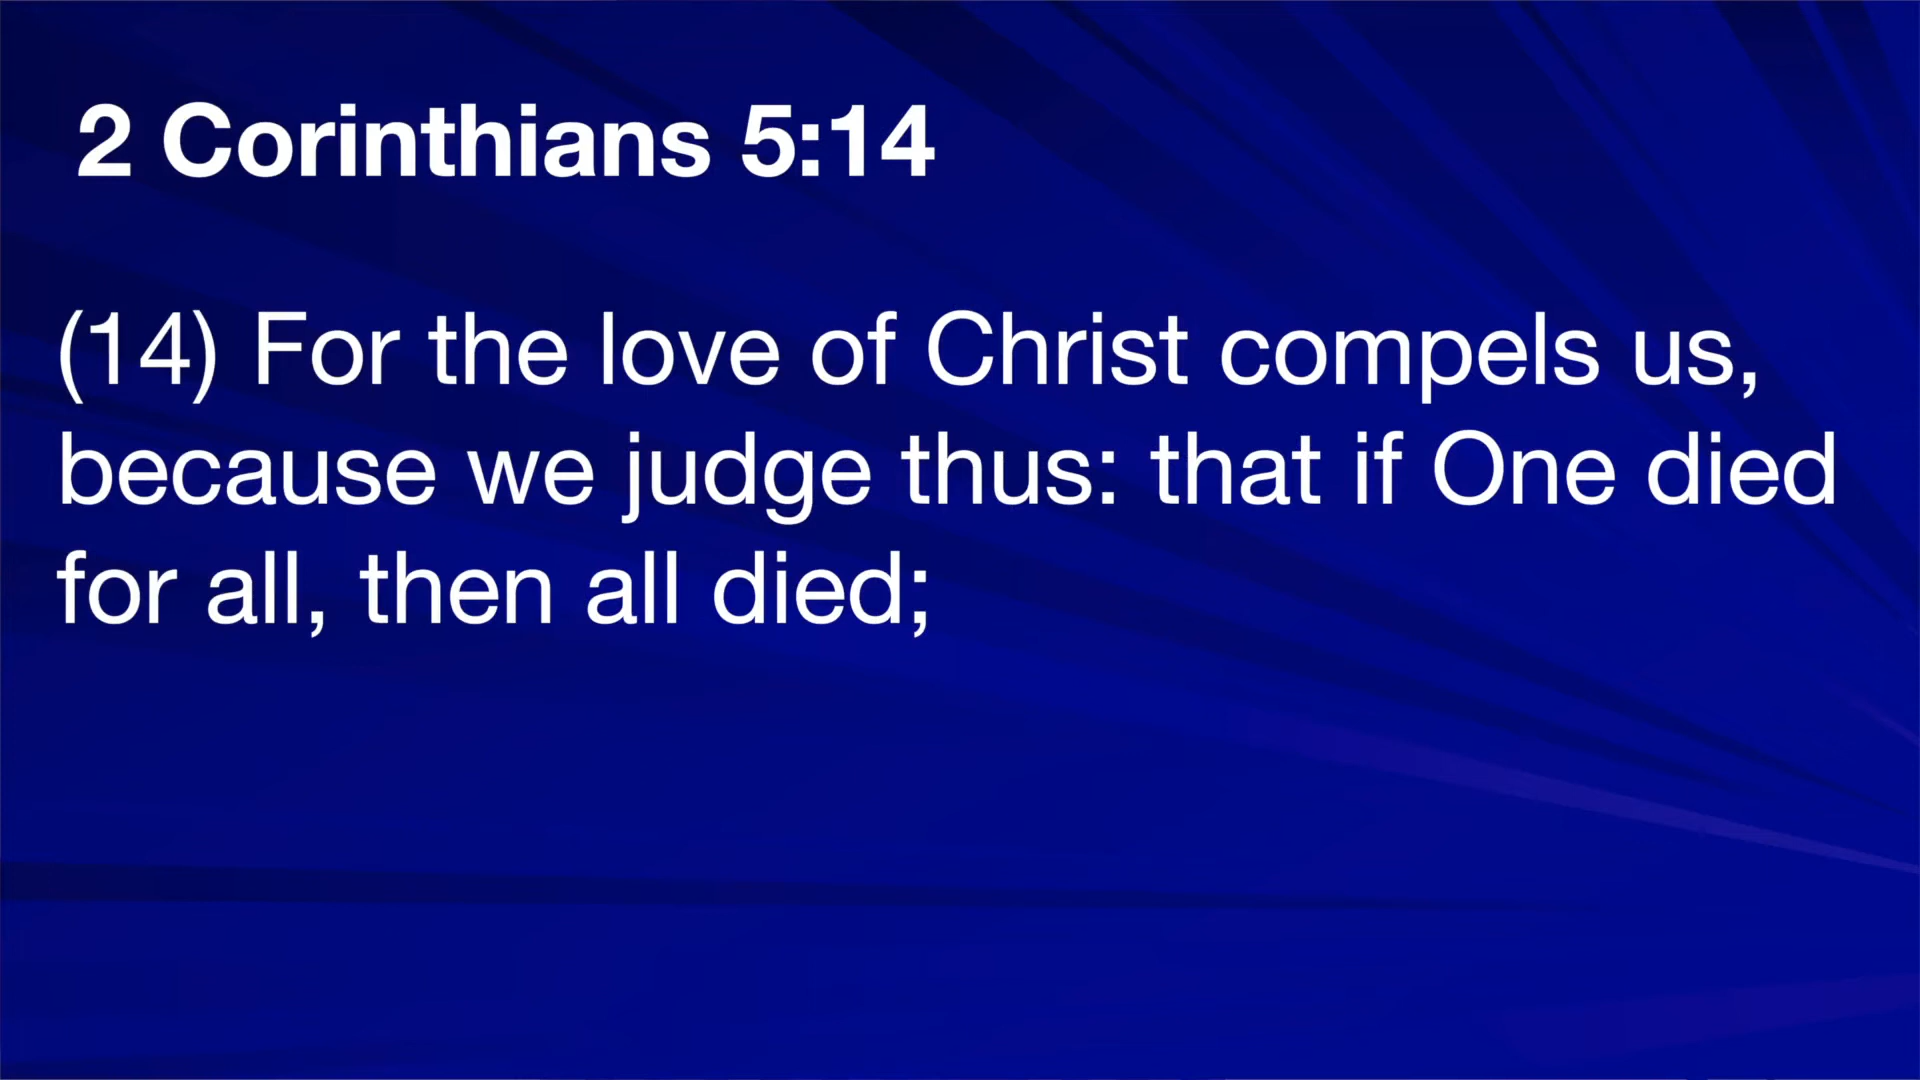 2 Corinthians 5:14
(14) For the love of Christ compels us,
because we judge thus: that if One died
for all, then all died;